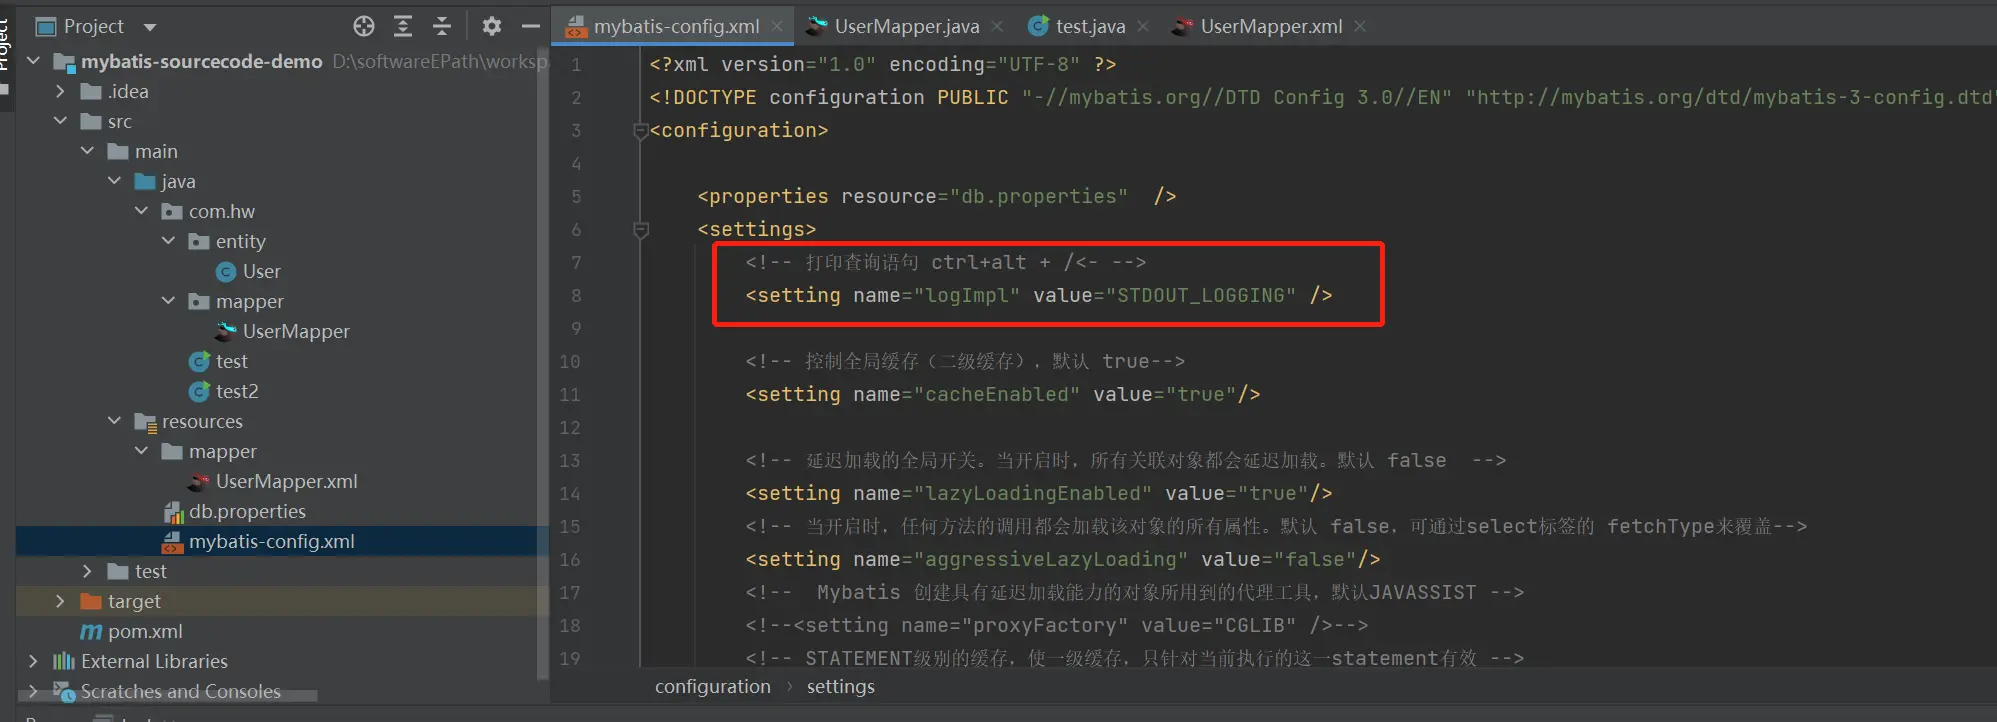 Project
Project
mybatis-sourcecode-demo D:\softwareEPath\worksp
.idea
src
main
java
com.hw
entity
User
mapper
UserMapper
test
test2
resources
mapper
UserMapper.xml
db.properties
mybatis-config.xml
test
target
pom.xml
External Libraries
Scratches and Consoles
mybatis-config.xml UserMapper.java test.java UserMapper.xml
1 <?xml version="1.0" encoding="UTF-8" ?>
2 <!DOCTYPE configuration PUBLIC "-//mybatis.org//DTD Config 3.0//EN" "http://mybatis.org/dtd/mybatis-3-config.dtd"
3 <configuration>
4
5 <properties resource="db.properties"  />
6 <settings>
7 <!-- 打印查询语句 ctrl+alt + /<- -->
8 <setting name="logImpl" value="STDOUT_LOGGING" />
9
10 <!-- 控制全局缓存（二级缓存），默认 true-->
11 <setting name="cacheEnabled" value="true"/>
12
13 <!-- 延迟加载的全局开关。当开启时，所有关联对象都会延迟加载。默认 false  -->
14 <setting name="lazyLoadingEnabled" value="true"/>
15 <!-- 当开启时，任何方法的调用都会加载该对象的所有属性。默认 false，可通过select标签的 fetchType来覆盖-->
16 <setting name="aggressiveLazyLoading" value="false"/>
17 <!--  Mybatis 创建具有延迟加载能力的对象所用到的代理工具，默认JAVASSIST -->
18 <!--<setting name="proxyFactory" value="CGLIB" />-->
19 <!-- STATEMENT级别的缓存，使一级缓存，只针对当前执行的这一statement有效 -->
configuration › settings